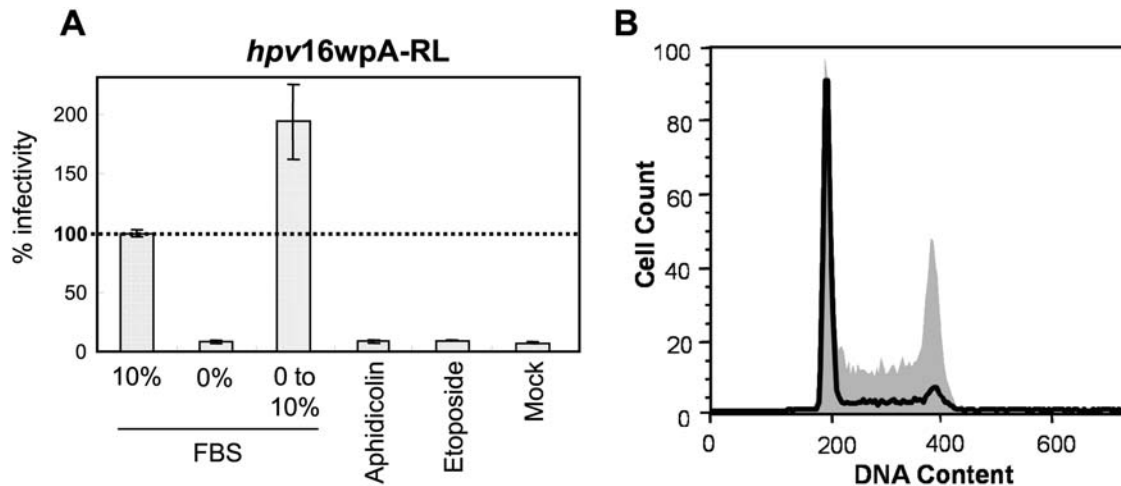 A
hpv16wpA-RL
% infectivity
200
150
100
50
0
10%
0%
0 to
10%
FBS
Aphidicolin
Etoposide
Mock
B
Cell Count
100
80
60
40
20
0
0
200
400
600
DNA Content